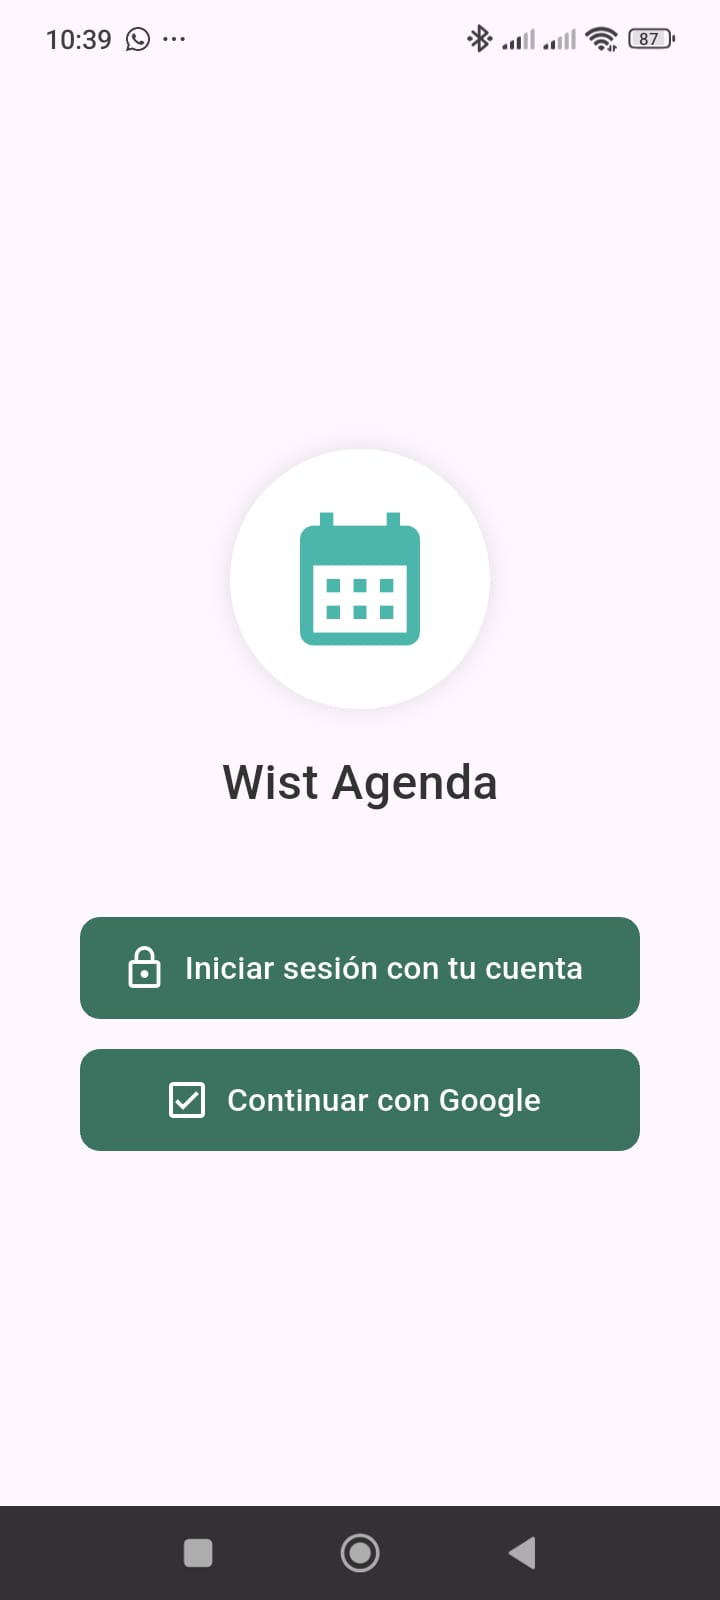 10:39
87
Wist Agenda
Iniciar sesión con tu cuenta
Continuar con Google